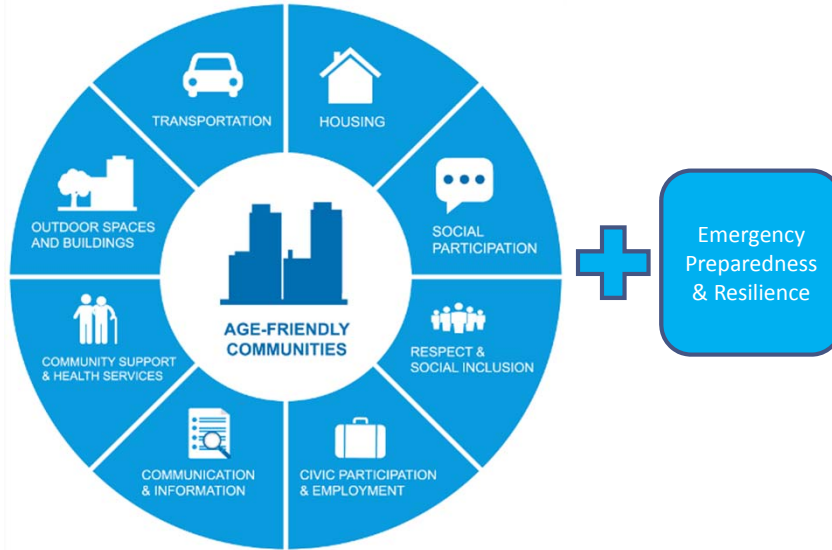 TRANSPORTATION
HOUSING
SOCIAL
PARTICIPATION
RESPECT &
SOCIAL INCLUSION
CIVIC PARTICIPATION
& EMPLOYMENT
COMMUNICATION
& INFORMATION
COMMUNITY SUPPORT
& HEALTH SERVICES
OUTDOOR SPACES
AND BUILDINGS
AGE-FRIENDLY
COMMUNITIES
Emergency
Preparedness
& Resilience